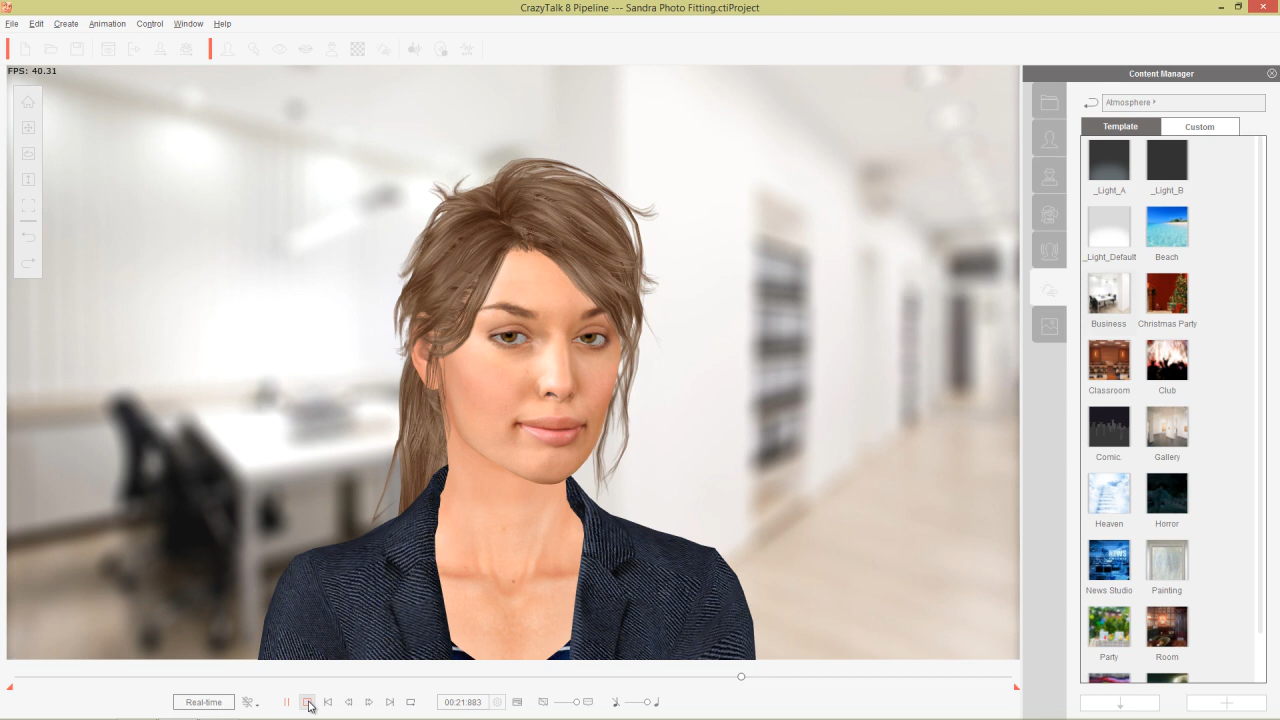 CrazyTalk 8 Pipeline --- Sandra Photo Fitting.ctiProject
File Edit Create Animation Control Window Help
FPS: 40.31
Content Manager
Atmosphere
Template Custom
_Light_A _Light_B
_Light_Default Beach
Business Christmas Party
Classroom Club
Comic. Gallery
Heaven Horror
NEWS
News Studio Painting
Party Room
Real-time 00:21:883